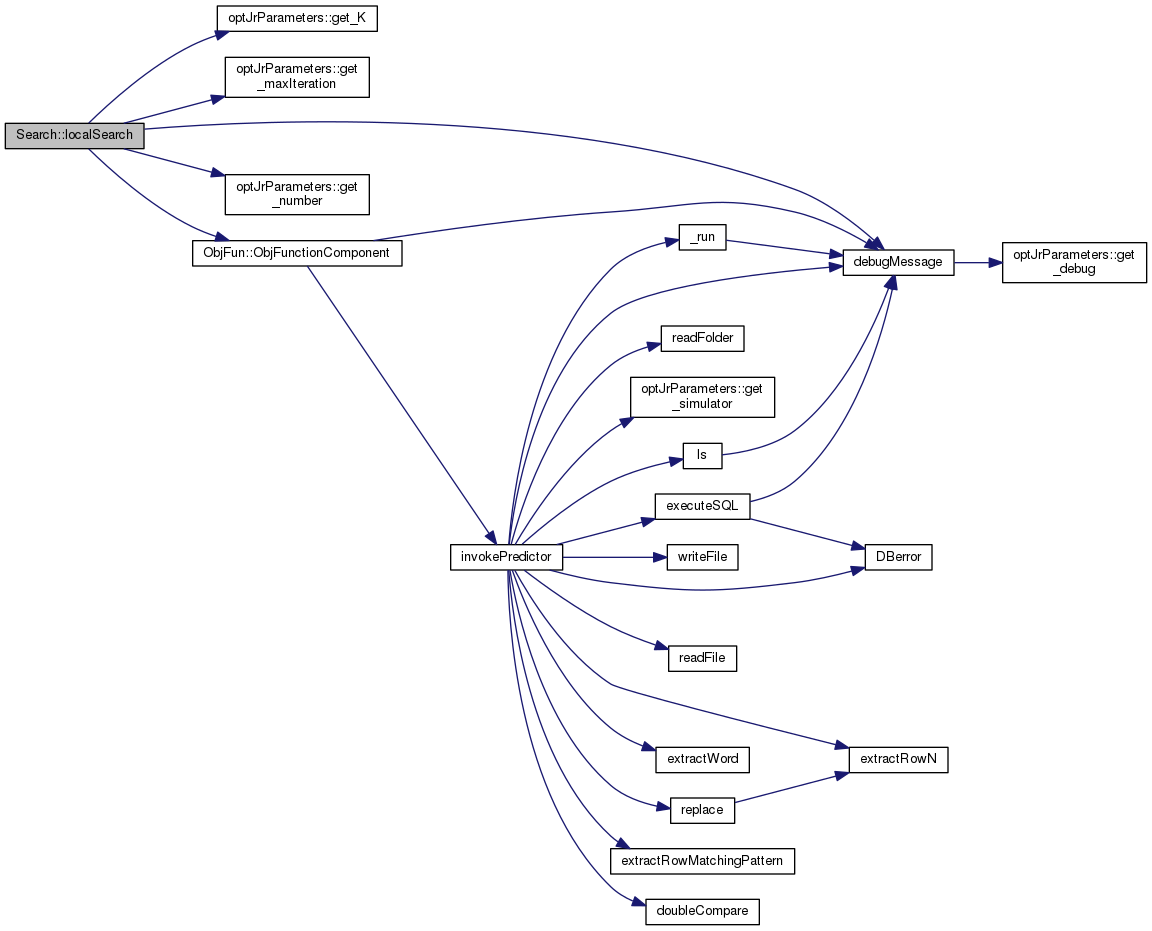 optJrParameters::get_K
optJrParameters::get
_maxIteration
Search::localSearch
optJrParameters::get
_number
ObjFun::ObjFunctionComponent
_run
debugMessage
optJrParameters::get
_debug
readFolder
optJrParameters::get
_simulator
ls
executeSQL
invokePredictor
writeFile
DBerror
readFile
extractWord
extractRowN
replace
extractRowMatchingPattern
doubleCompare